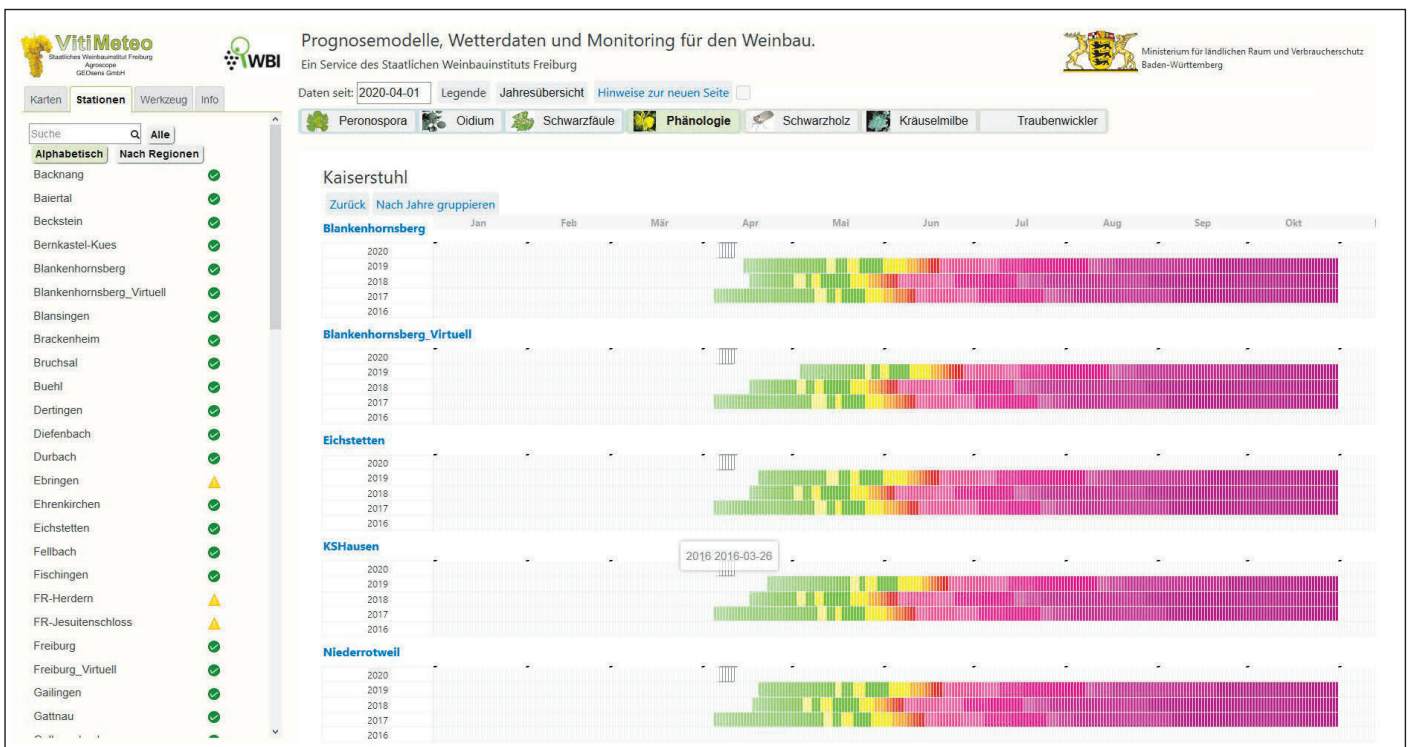 VitiMeteo
Staatliches Weinbauinstitut Freiburg
Agroscope
GEOsens GmbH
WBI
Prognosemodelle, Wetterdaten und Monitoring für den Weinbau.
Ein Service des Staatlichen Weinbauinstituts Freiburg
Ministerium für ländlichen Raum und Verbraucherschutz
Baden-Württemberg
Karten Stationen Werkzeug Info
Daten seit: 2020-04-01 Legende Jahresübersicht Hinweise zur neuen Seite
Peronospora Oidium Schwarzfäule Phänologie Schwarzholz Kräuselmilbe Traubenwickler
Suche Alle
Alphabetisch Nach Regionen
Backnang
Baiertal
Beckstein
Bernkastel-Kues
Blankenhornsberg
Blankenhornsberg_Virtuell
Blansingen
Brackenheim
Bruchsal
Buehl
Dertingen
Diefenbach
Durbach
Ebringen
Ehrenkirchen
Eichstetten
Fellbach
Fischingen
FR-Herdern
FR-Jesuitenschloss
Freiburg
Freiburg_Virtuell
Gailingen
Gattnau
Kaiserstuhl
Zurück Nach Jahre gruppieren
Jan Feb Mär Apr Mai Jun Jul Aug Sep Okt
Blankenhornsberg
2020
2019
2018
2017
2016
Blankenhornsberg_Virtuell
2020
2019
2018
2017
2016
Eichstetten
2020
2019
2018
2017
2016
KSHausen
2016 2016-03-26
2020
2019
2018
2017
2016
Niederrotweil
2020
2019
2018
2017
2016